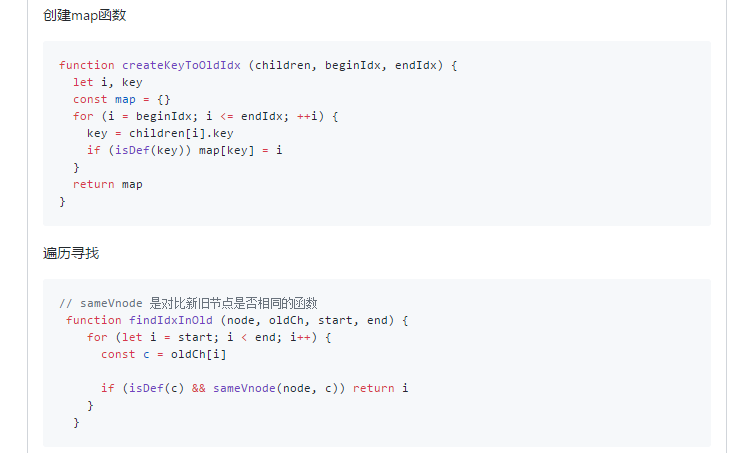 创建map函数
function createKeyToOldIdx (children, beginIdx, endIdx) {
  let i, key
  const map = {}
  for (i = beginIdx; i <= endIdx; ++i) {
    key = children[i].key
    if (isDef(key)) map[key] = i
  }
  return map
}
遍历寻找
// sameVnode 是对比新旧节点是否相同的函数
 function findIdxInOld (node, oldCh, start, end) {
    for (let i = start; i < end; i++) {
      const c = oldCh[i]
      if (isDef(c) && sameVnode(node, c)) return i
    }
  }